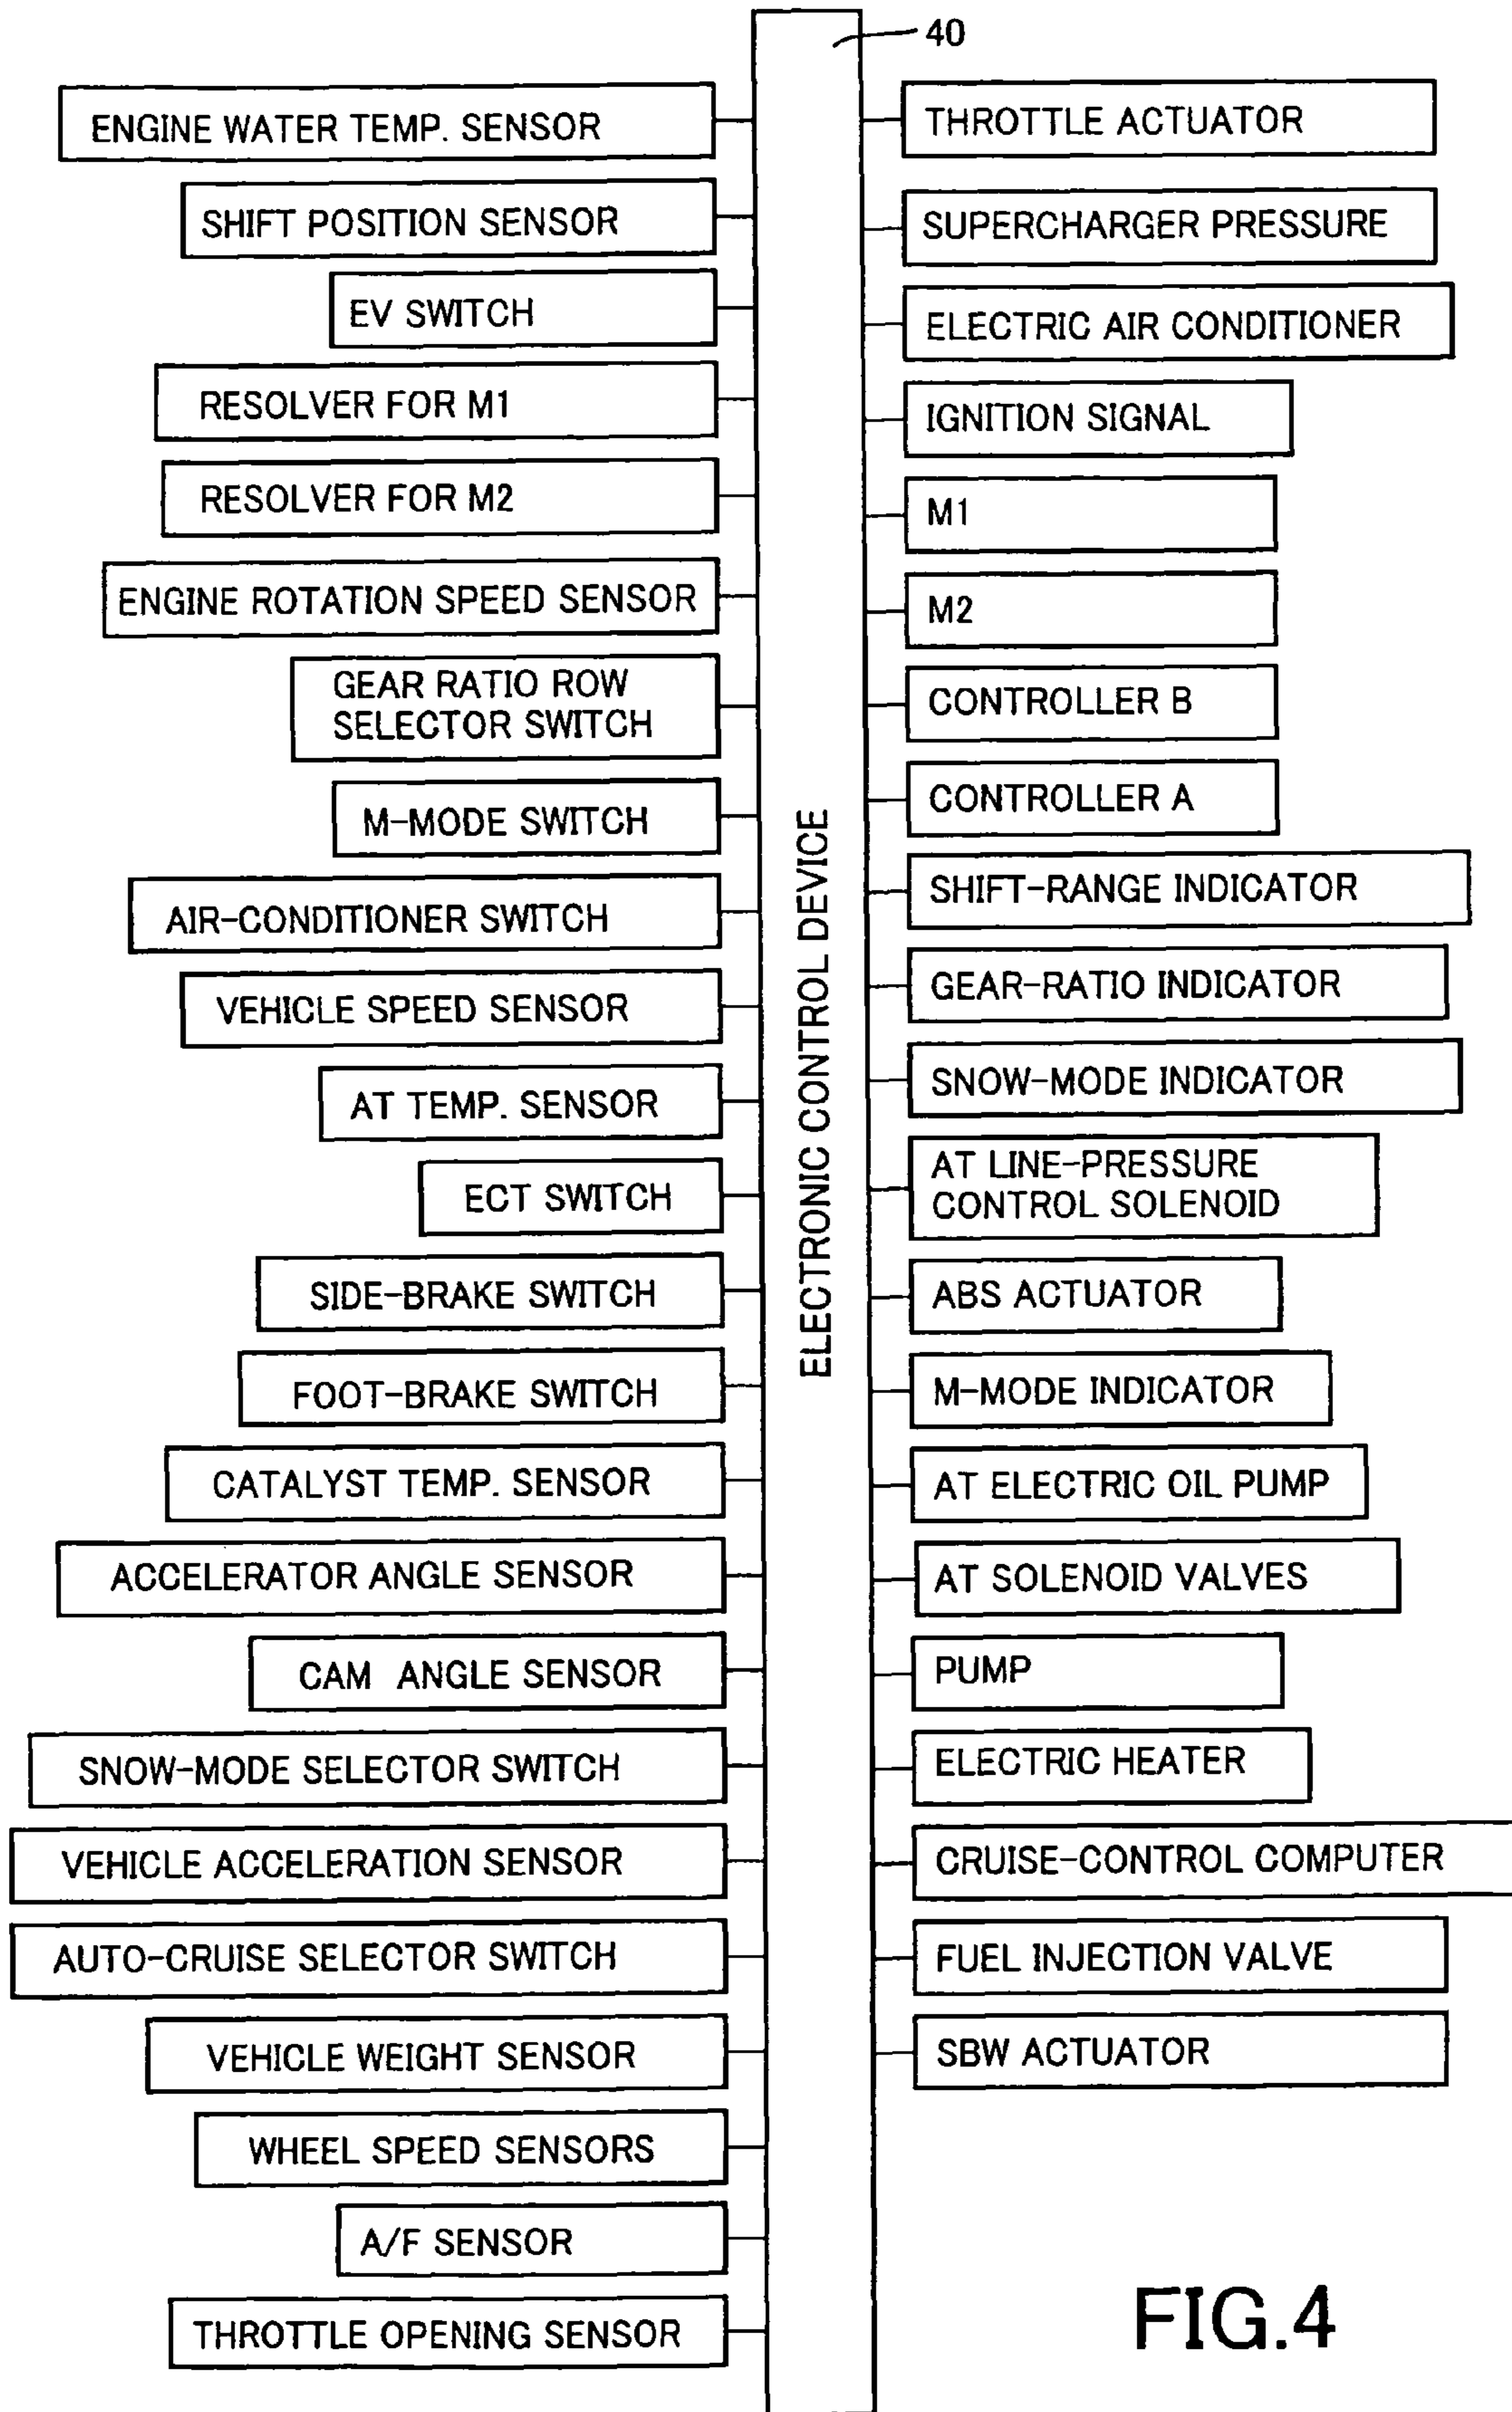 40
ENGINE WATER TEMP. SENSOR
SHIFT POSITION SENSOR
EV SWITCH
RESOLVER FOR M1
RESOLVER FOR M2
ENGINE ROTATION SPEED SENSOR
GEAR RATIO ROW
SELECTOR SWITCH
M-MODE SWITCH
AIR-CONDITIONER SWITCH
VEHICLE SPEED SENSOR
AT TEMP. SENSOR
ECT SWITCH
SIDE-BRAKE SWITCH
FOOT-BRAKE SWITCH
CATALYST TEMP. SENSOR
ACCELERATOR ANGLE SENSOR
CAM ANGLE SENSOR
SNOW-MODE SELECTOR SWITCH
VEHICLE ACCELERATION SENSOR
AUTO-CRUISE SELECTOR SWITCH
VEHICLE WEIGHT SENSOR
WHEEL SPEED SENSORS
A/F SENSOR
THROTTLE OPENING SENSOR
ELECTRONIC CONTROL DEVICE
THROTTLE ACTUATOR
SUPERCHARGER PRESSURE
ELECTRIC AIR CONDITIONER
IGNITION SIGNAL
M1
M2
CONTROLLER B
CONTROLLER A
SHIFT-RANGE INDICATOR
GEAR-RATIO INDICATOR
SNOW-MODE INDICATOR
AT LINE-PRESSURE
CONTROL SOLENOID
ABS ACTUATOR
M-MODE INDICATOR
AT ELECTRIC OIL PUMP
AT SOLENOID VALVES
PUMP
ELECTRIC HEATER
CRUISE-CONTROL COMPUTER
FUEL INJECTION VALVE
SBW ACTUATOR
FIG.4